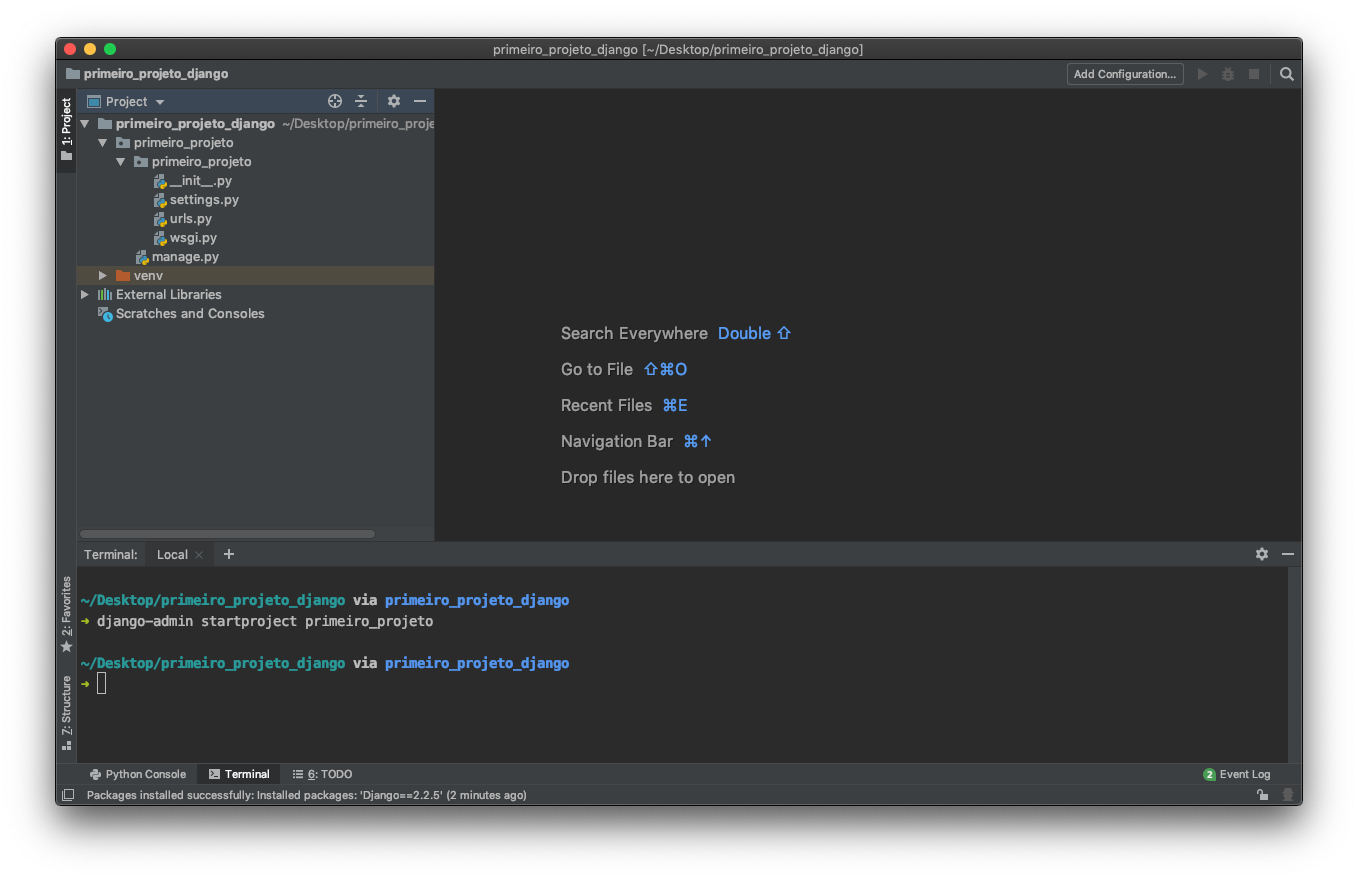 primeiro_projeto_django [~/Desktop/primeiro_projeto_django]
primeiro_projeto_django
Add Configuration...
1: Project
Project
primeiro_projeto_django ~/Desktop/primeiro_proje
primeiro_projeto
primeiro_projeto
__init__.py
settings.py
urls.py
wsgi.py
manage.py
venv
External Libraries
Scratches and Consoles
Search Everywhere Double ⇧
Go to File ⇧⌘O
Recent Files ⌘E
Navigation Bar ⌘↑
Drop files here to open
Terminal: Local × +
2: Favorites
Z: Structure
~/Desktop/primeiro_projeto_django via primeiro_projeto_django
➜ django-admin startproject primeiro_projeto
~/Desktop/primeiro_projeto_django via primeiro_projeto_django
➜
Python Console Terminal 6: TODO 2 Event Log
Packages installed successfully: Installed packages: 'Django==2.2.5' (2 minutes ago)